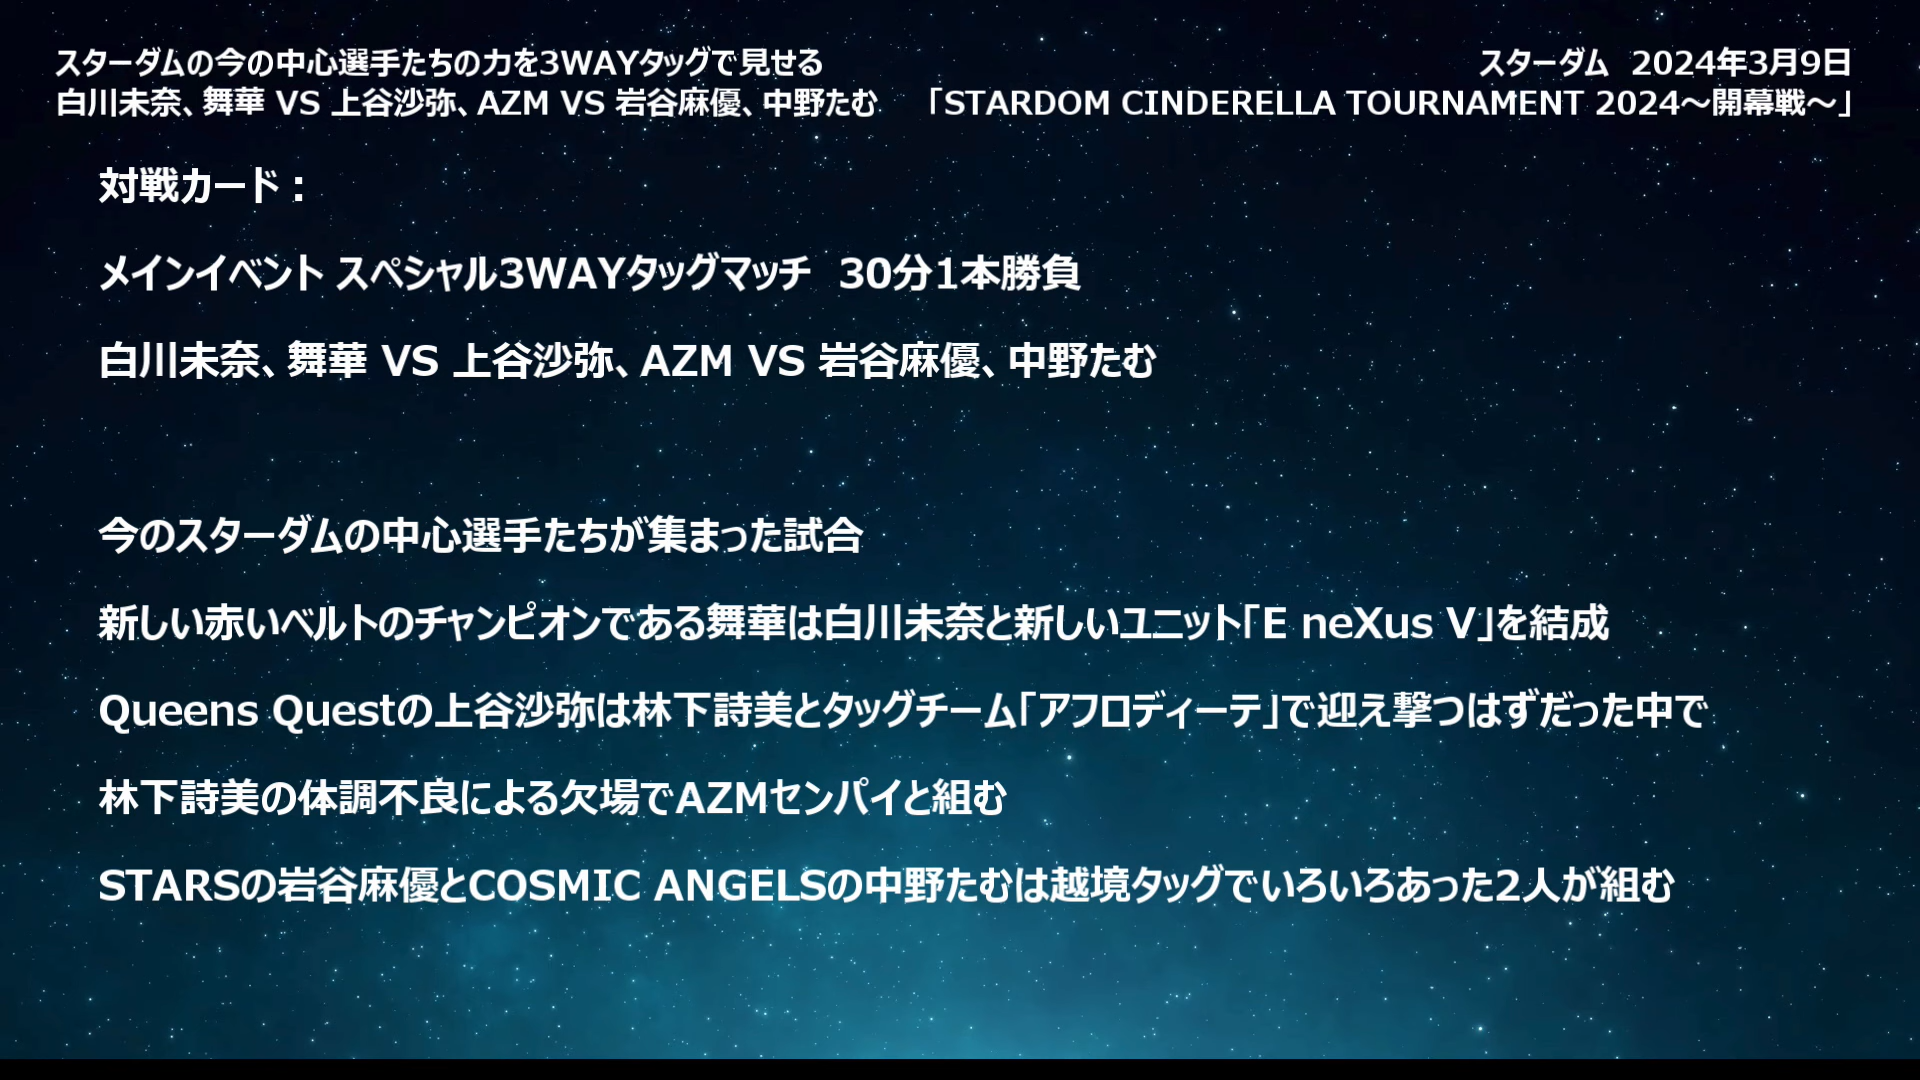 スターダムの今の中心選手たちの力を3WAYタッグで見せる
白川未奈、舞華 VS 上谷沙弥、AZM VS 岩谷麻優、中野たむ
スターダム 2024年3月9日
「STARDOM CINDERELLA TOURNAMENT 2024～開幕戦～」
対戦カード：
メインイベント スペシャル3WAYタッグマッチ 30分1本勝負
白川未奈、舞華 VS 上谷沙弥、AZM VS 岩谷麻優、中野たむ
今のスターダムの中心選手たちが集まった試合
新しい赤いベルトのチャンピオンである舞華は白川未奈と新しいユニット「E neXus V」を結成
Queens Questの上谷沙弥は林下詩美とタッグチーム「アフロディーテ」で迎え撃つはずだった中で
林下詩美の体調不良による欠場でAZMセンパイと組む
STARSの岩谷麻優とCOSMIC ANGELSの中野たむは越境タッグでいろいろあった2人が組む